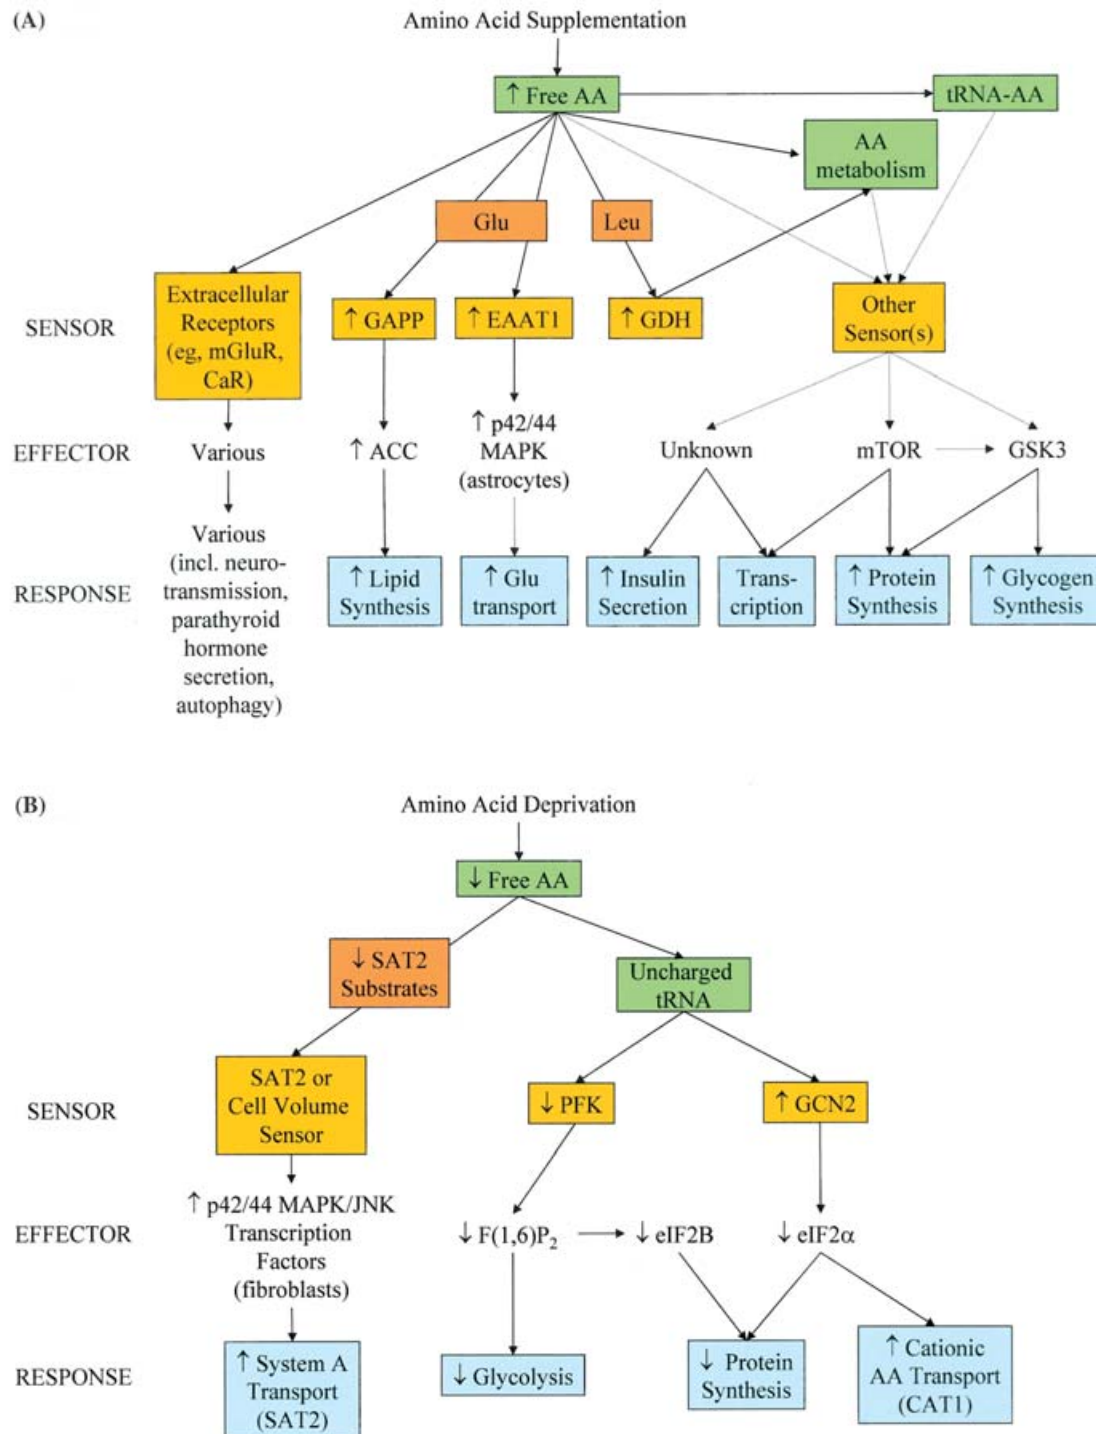 (A)
Amino Acid Supplementation
↑ Free AA
tRNA-AA
AA
metabolism
Glu
Leu
SENSOR
Extracellular
Receptors
(eg, mGluR,
CaR)
↑ GAPP
↑ EAAT1
↑ GDH
Other
Sensor(s)
EFFECTOR
Various
↑ ACC
↑ p42/44
MAPK
(astrocytes)
Unknown
mTOR
GSK3
RESPONSE
Various
(incl. neuro-
transmission,
parathyroid
hormone
secretion,
autophagy)
↑ Lipid
Synthesis
↑ Glu
transport
↑ Insulin
Secretion
Trans-
cription
↑ Protein
Synthesis
↑ Glycogen
Synthesis
(B)
Amino Acid Deprivation
↓ Free AA
↓ SAT2
Substrates
Uncharged
tRNA
SENSOR
SAT2 or
Cell Volume
Sensor
↓ PFK
↑ GCN2
EFFECTOR
↑ p42/44 MAPK/JNK
Transcription
Factors
(fibroblasts)
↓ F(1,6)P₂
↓ eIF2B
↓ eIF2α
RESPONSE
↑ System A
Transport
(SAT2)
↓ Glycolysis
↓ Protein
Synthesis
↑ Cationic
AA Transport
(CAT1)